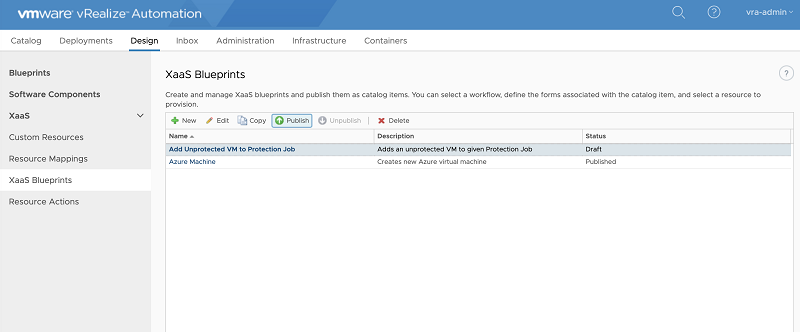 vmware vRealize Automation
vra-admin
Catalog Deployments Design Inbox Administration Infrastructure Containers
Blueprints
Software Components
XaaS
Custom Resources
Resource Mappings
XaaS Blueprints
Resource Actions
XaaS Blueprints
?
Create and manage XaaS blueprints and publish them as catalog items. You can select a workflow, define the forms associated with the catalog item, and select a resource to
provision.
New Edit Copy Publish Unpublish Delete
Name Description Status
Add Unprotected VM to Protection Job Adds an unprotected VM to given Protection Job Draft
Azure Machine Creates new Azure virtual machine Published